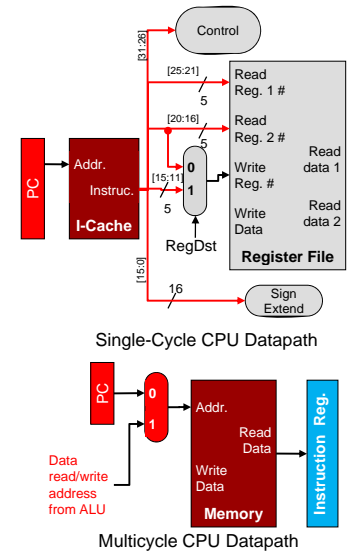 Control
[31:26]
[25:21]
5
Read
Reg. 1 #
[20:16]
5
Read
Reg. 2 #
PC
Addr.
Instruc.
I-Cache
[15:11]
5
0
1
Write
Reg. #
Read
data 1
Write
Data
Read
data 2
RegDst
Register File
[15:0]
16
Sign
Extend
Single-Cycle CPU Datapath
PC
0
1
Addr.
Read
Data
Write
Data
Memory
Instruction Reg.
Data
read/write
address
from ALU
Multicycle CPU Datapath